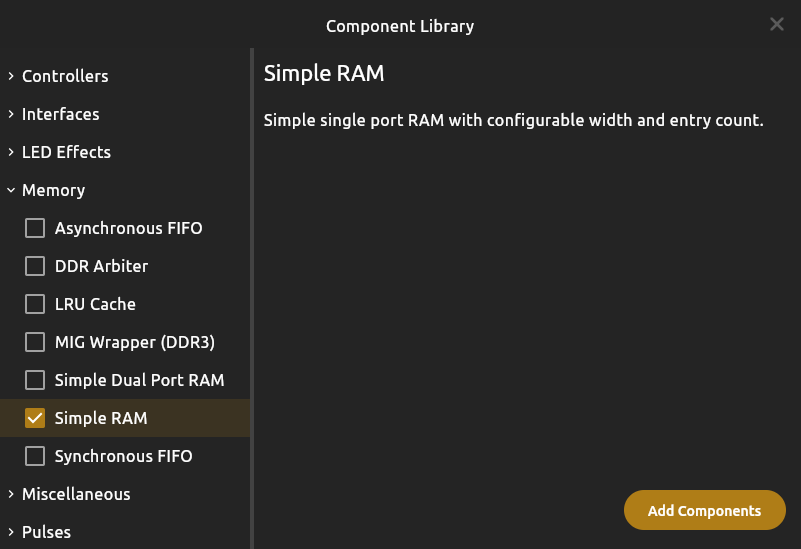 Component Library
Controllers
Interfaces
LED Effects
Memory
Asynchronous FIFO
DDR Arbiter
LRU Cache
MIG Wrapper (DDR3)
Simple Dual Port RAM
Simple RAM
Synchronous FIFO
Miscellaneous
Pulses
Simple RAM
Simple single port RAM with configurable width and entry count.
Add Components